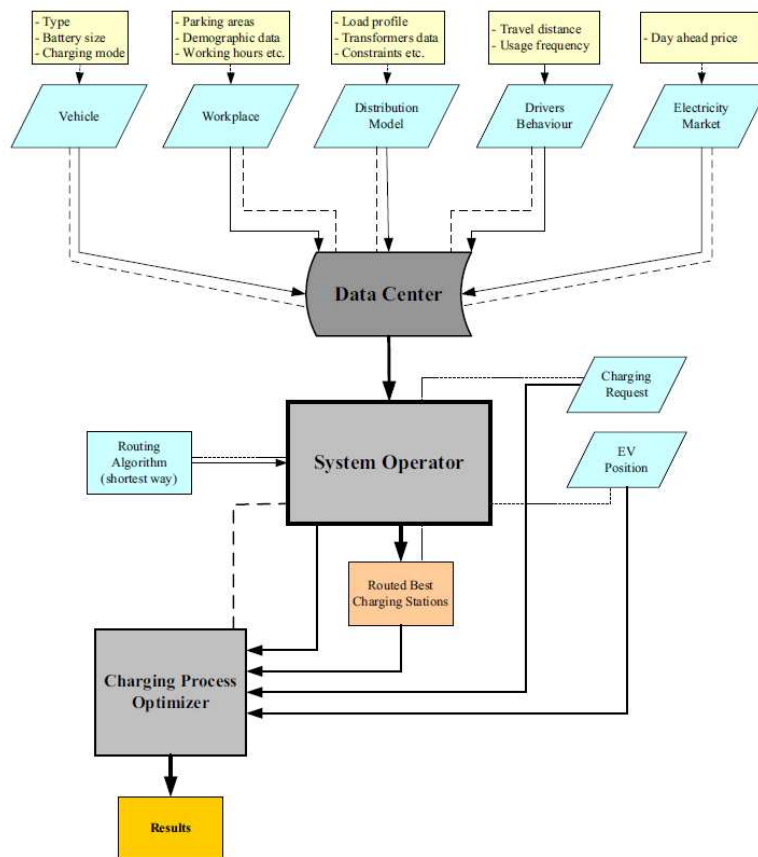 - Type
- Battery size
- Charging mode
- Parking areas
- Demographic data
- Working hours etc.
- Load profile
- Transformers data
- Constraints etc.
- Travel distance
- Usage frequency
- Day ahead price
Vehicle
Workplace
Distribution
Model
Drivers
Behaviour
Electricity
Market
Data Center
Charging
Request
Routing
Algorithm
(shortest way)
System Operator
EV
Position
Routed Best
Charging Stations
Charging Process
Optimizer
Results